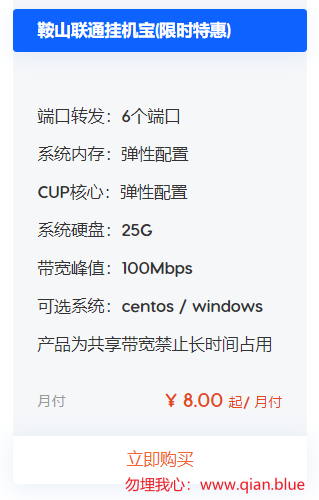 鞍山联通挂机宝(限时特惠)
端口转发：6个端口
系统内存：弹性配置
CUP核心：弹性配置
系统硬盘：25G
带宽峰值：100Mbps
可选系统：centos / windows
产品为共享带宽禁止长时间占用
月付 ¥ 8.00 起/ 月付
立即购买
勿埋我心：www.qian.blue